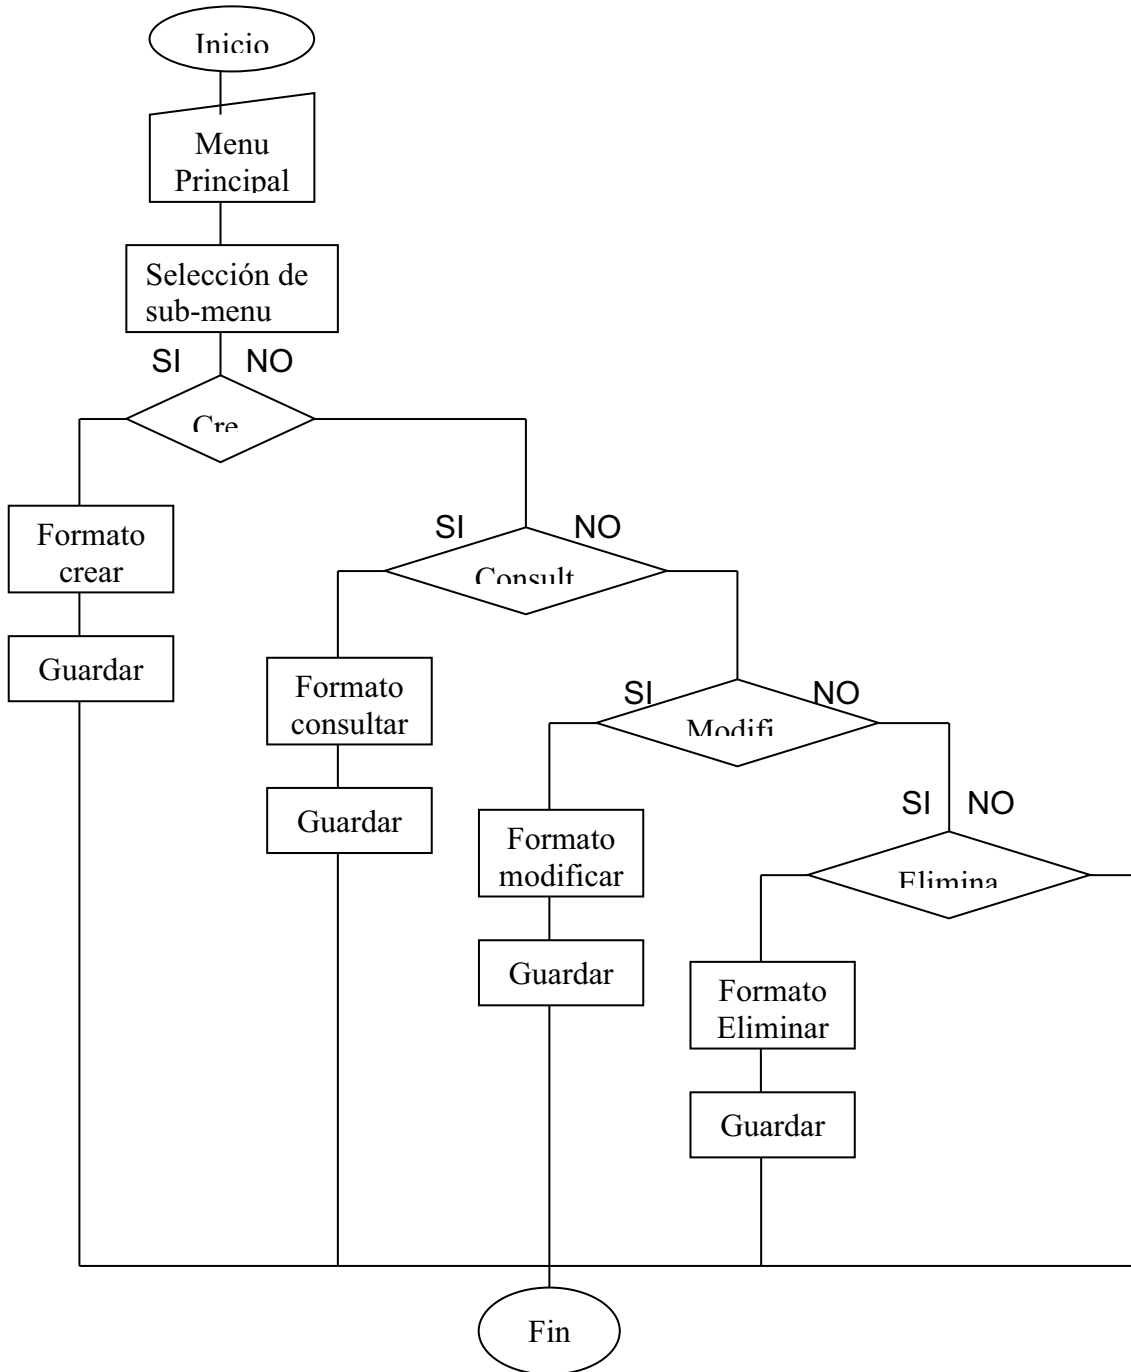 Inicio
Menu
Principal
Selección de
sub-menu
SI NO
Cre
Formato
crear
Guardar
SI NO
Consult
Formato
consultar
Guardar
SI NO
Modifi
Formato
modificar
Guardar
SI NO
Elimina
Formato
Eliminar
Guardar
Fin